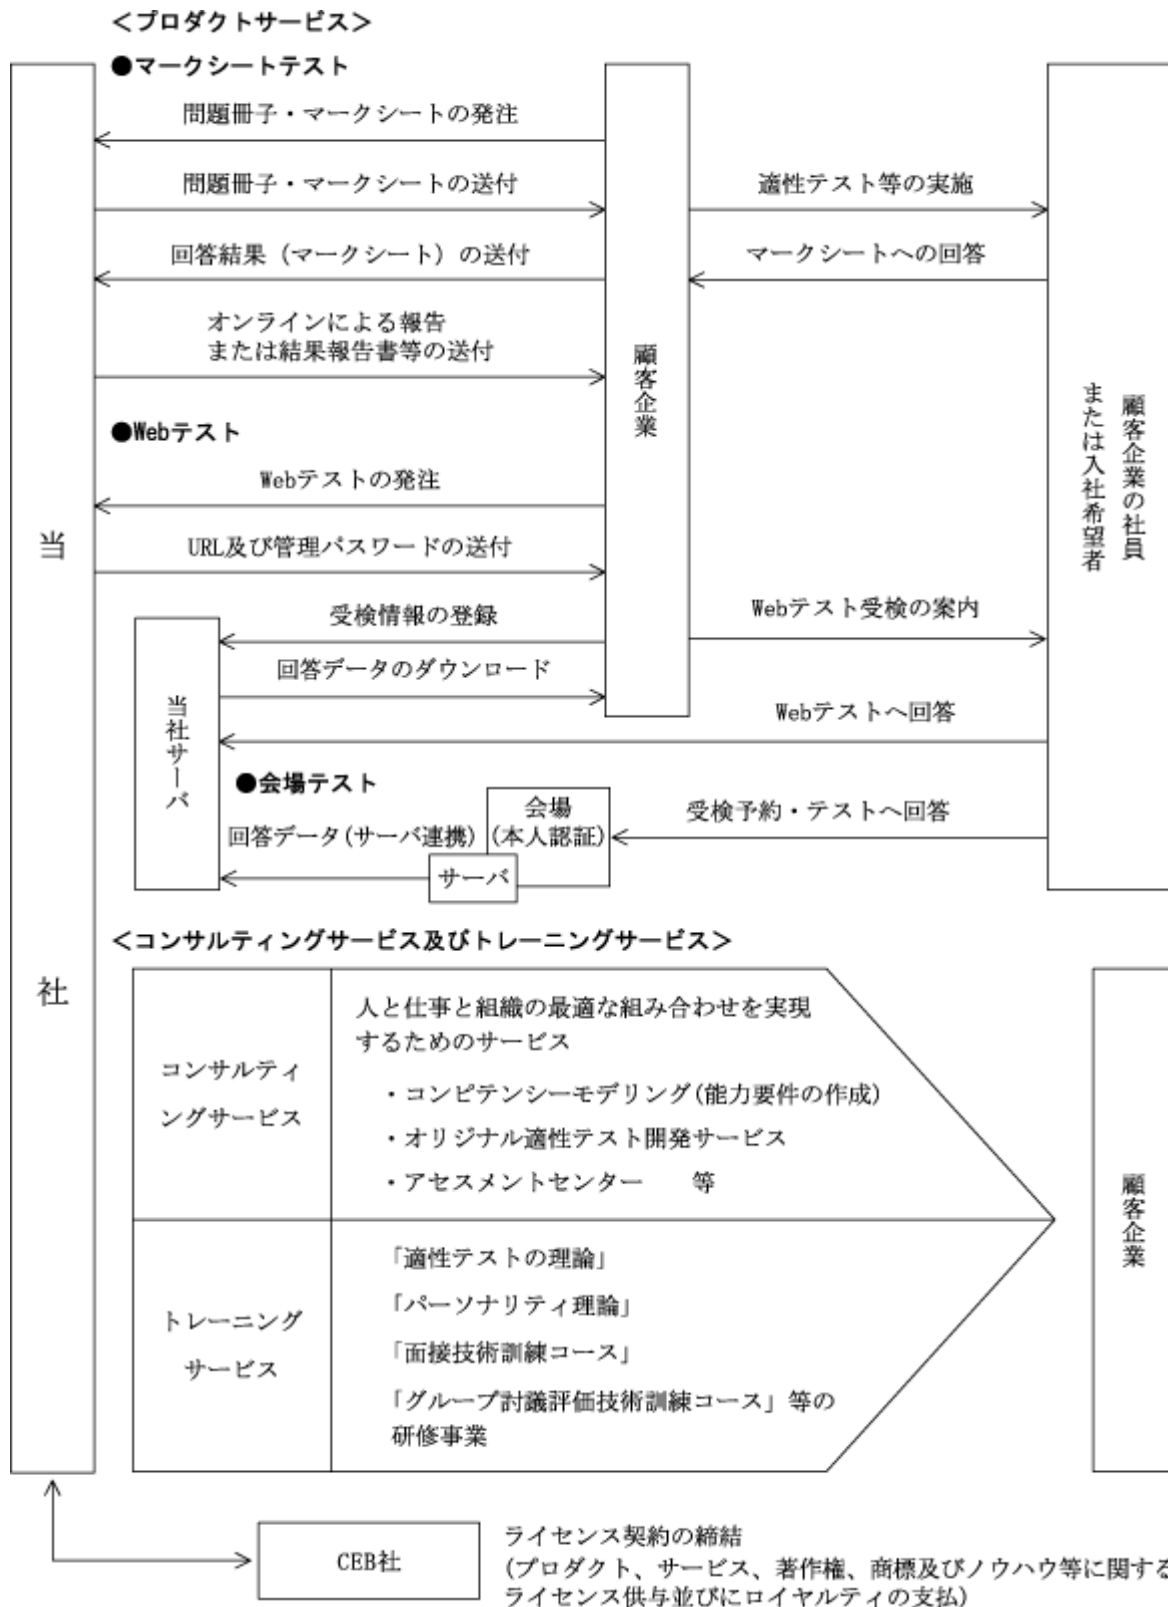 ＜プロダクトサービス＞
●マークシートテスト
問題冊子・マークシートの発注
問題冊子・マークシートの送付
適性テスト等の実施
回答結果（マークシート）の送付
マークシートへの回答
オンラインによる報告
または結果報告書等の送付
顧客企業
顧客企業の社員
または入社希望者
●Webテスト
Webテストの発注
当社
URL及び管理パスワードの送付
受検情報の登録
Webテスト受検の案内
回答データのダウンロード
当社サーバ
Webテストへ回答
●会場テスト
会場
(本人認証)
受検予約・テストへ回答
回答データ(サーバ連携)
サーバ
＜コンサルティングサービス及びトレーニングサービス＞
コンサルティ
ングサービス
人と仕事と組織の最適な組み合わせを実現
するためのサービス
・コンピテンシーモデリング(能力要件の作成)
・オリジナル適性テスト開発サービス
・アセスメントセンター　　等
顧客企業
トレーニング
サービス
「適性テストの理論」
「パーソナリティ理論」
「面接技術訓練コース」
「グループ討議評価技術訓練コース」等の
研修事業
CEB社
ライセンス契約の締結
(プロダクト、サービス、著作権、商標及びノウハウ等に関する
ライセンス供与並びにロイヤルティの支払)